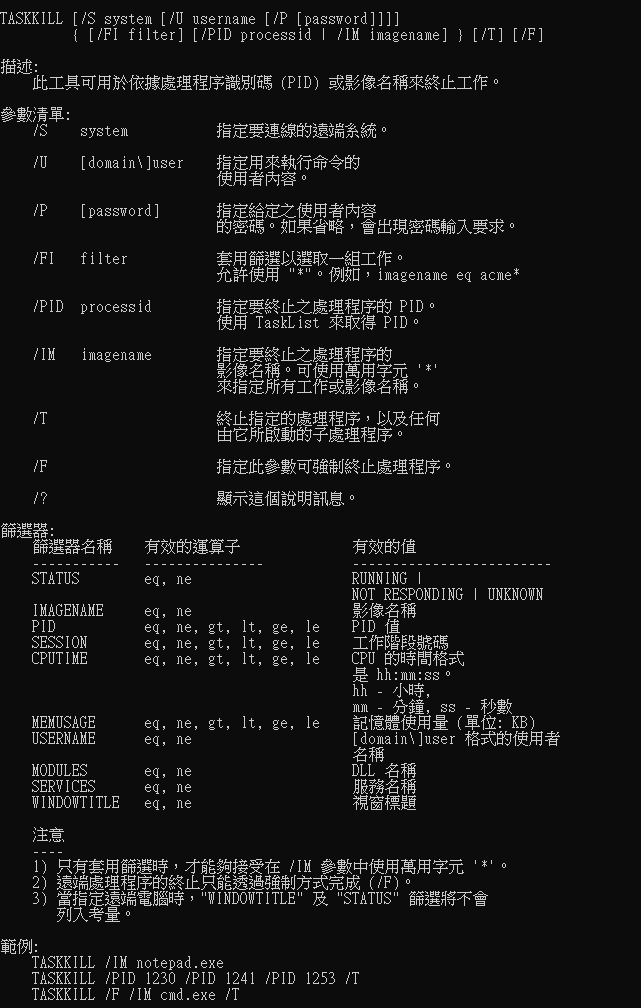 TASKKILL [/S system [/U username [/P [password]]]]
         { [/FI filter] [/PID processid | /IM imagename] } [/T] [/F]

描述:
    此工具可用於依據處理程序識別碼 (PID) 或影像名稱來終止工作。

參數清單:
    /S    system           指定要連線的遠端系統。

    /U    [domain\]user    指定用來執行命令的
                           使用者內容。

    /P    [password]       指定給定之使用者內容
                           的密碼。如果省略，會出現密碼輸入要求。

    /FI   filter           套用篩選以選取一組工作。
                           允許使用 "*"。例如，imagename eq acme*

    /PID  processid        指定要終止之處理程序的 PID。
                           使用 TaskList 來取得 PID。

    /IM   imagename        指定要終止之處理程序的
                           影像名稱。可使用萬用字元 '*'
                           來指定所有工作或影像名稱。

    /T                     終止指定的處理程序，以及任何
                           由它所啟動的子處理程序。

    /F                     指定此參數可強制終止處理程序。

    /?                     顯示這個說明訊息。

篩選器:
    篩選器名稱    有效的運算子              有效的值
    -----------   ---------------           -------------------------
    STATUS        eq, ne                    RUNNING |
                                            NOT RESPONDING | UNKNOWN
    IMAGENAME     eq, ne                    影像名稱
    PID           eq, ne, gt, lt, ge, le    PID 值
    SESSION       eq, ne, gt, lt, ge, le    工作階段號碼
    CPUTIME       eq, ne, gt, lt, ge, le    CPU 的時間格式
                                            是 hh:mm:ss。
                                            hh - 小時,
                                            mm - 分鐘, ss - 秒數
    MEMUSAGE      eq, ne, gt, lt, ge, le    記憶體使用量 (單位: KB)
    USERNAME      eq, ne                    [domain\]user 格式的使用者
                                            名稱
    MODULES       eq, ne                    DLL 名稱
    SERVICES      eq, ne                    服務名稱
    WINDOWTITLE   eq, ne                    視窗標題

    注意
    ----
    1) 只有套用篩選時，才能夠接受在 /IM 參數中使用萬用字元 '*'。
    2) 遠端處理程序的終止只能透過強制方式完成 (/F)。
    3) 當指定遠端電腦時，"WINDOWTITLE" 及 "STATUS" 篩選將不會
       列入考量。

範例:
    TASKKILL /IM notepad.exe
    TASKKILL /PID 1230 /PID 1241 /PID 1253 /T
    TASKKILL /F /IM cmd.exe /T